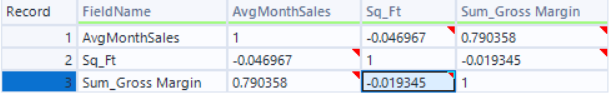 Record FieldName AvgMonthSales Sq_Ft Sum_Gross Margin
1 AvgMonthSales 1 -0.046967 0.790358
2 Sq_Ft -0.046967 1 -0.019345
3 Sum_Gross Margin 0.790358 -0.019345 1